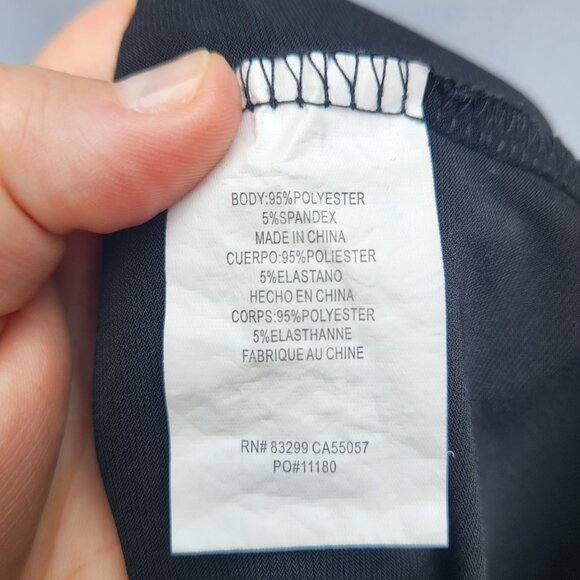 BODY:95%POLYESTER
5%SPANDEX
MADE IN CHINA
CUERPO:95%POLIESTER
5%ELASTANO
HECHO EN CHINA
CORPS:95%POLYESTER
5%ELASTHANNE
FABRIQUE AU CHINE
RN# 83299 CA55057
PO#11180